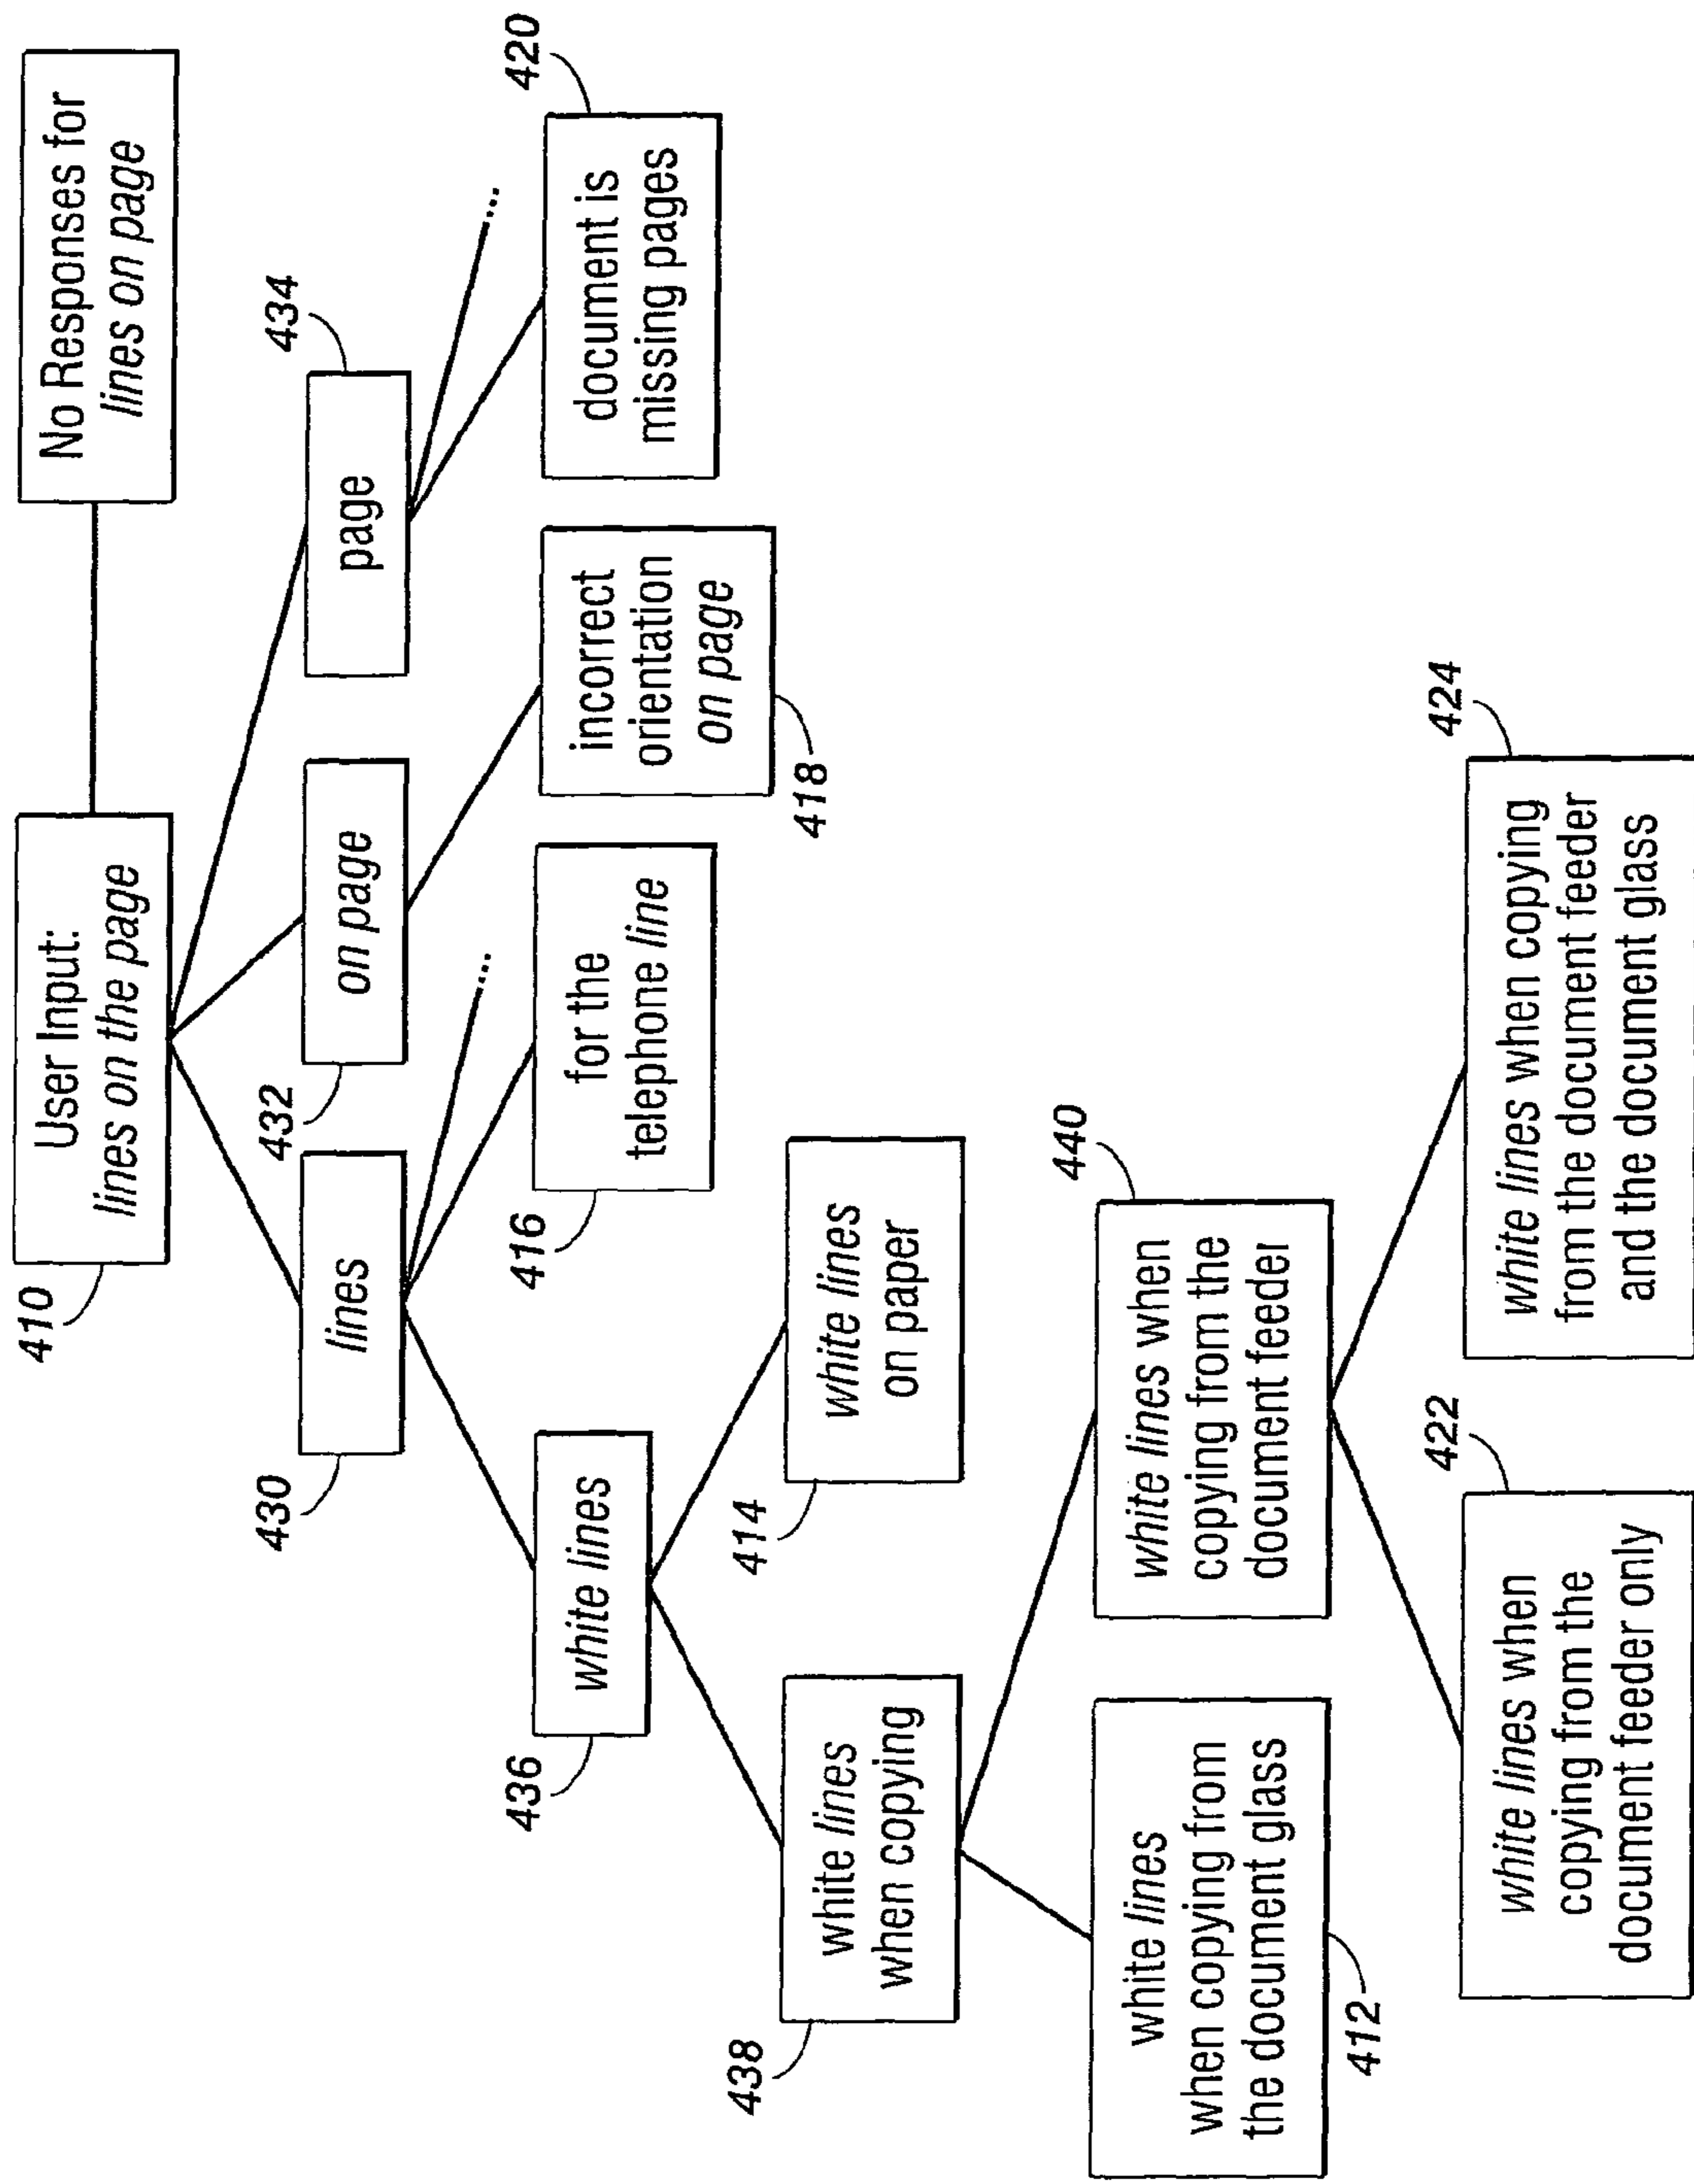 410
User Input:
lines on the page
No Responses for
lines on page
430
lines
432
on page
434
page
436
white lines
416
for the
telephone line
incorrect
orientation
on page
418
document is
missing pages
420
...
...
438
white lines
when copying
414
white lines
on paper
white lines
when copying from
the document glass
412
white lines when
copying from the
document feeder
440
white lines when
copying from the
document feeder only
422
white lines when copying
from the document feeder
and the document glass
424